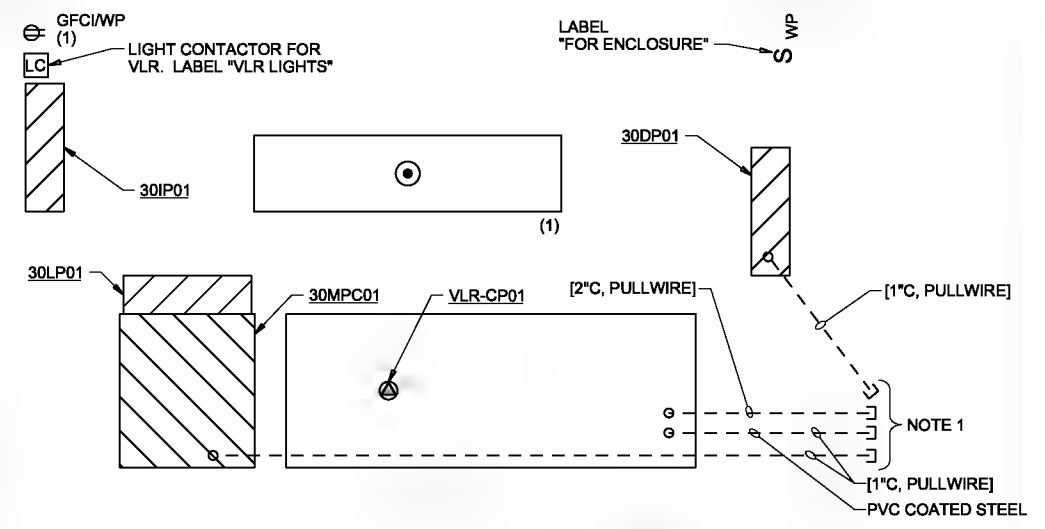 GFCI/WP
(1)
LC
LIGHT CONTACTOR FOR
VLR. LABEL "VLR LIGHTS"
LABEL
"FOR ENCLOSURE"
S WP
30IP01
(1)
30DP01
30LP01
30MPC01
VLR-CP01
[2"C, PULLWIRE]
[1"C, PULLWIRE]
NOTE 1
[1"C, PULLWIRE]
PVC COATED STEEL